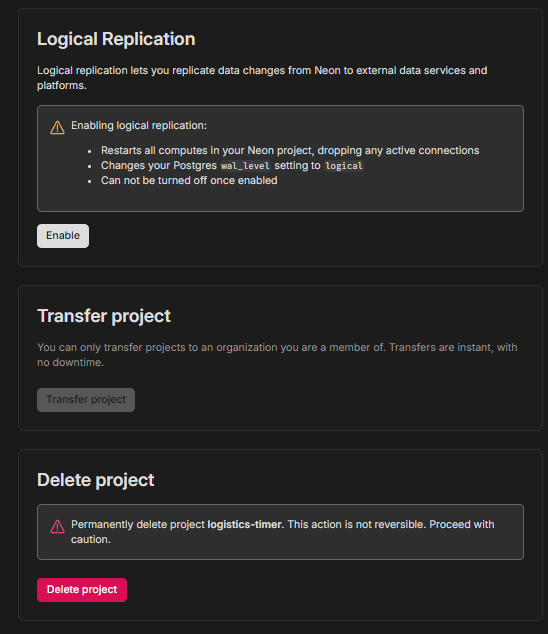 Logical Replication
Logical replication lets you replicate data changes from Neon to external data services and
platforms.
Enabling logical replication:
• Restarts all computes in your Neon project, dropping any active connections
• Changes your Postgres wal_level setting to logical
• Can not be turned off once enabled
Enable
Transfer project
You can only transfer projects to an organization you are a member of. Transfers are instant, with
no downtime.
Transfer project
Delete project
Permanently delete project logistics-timer. This action is not reversible. Proceed with
caution.
Delete project